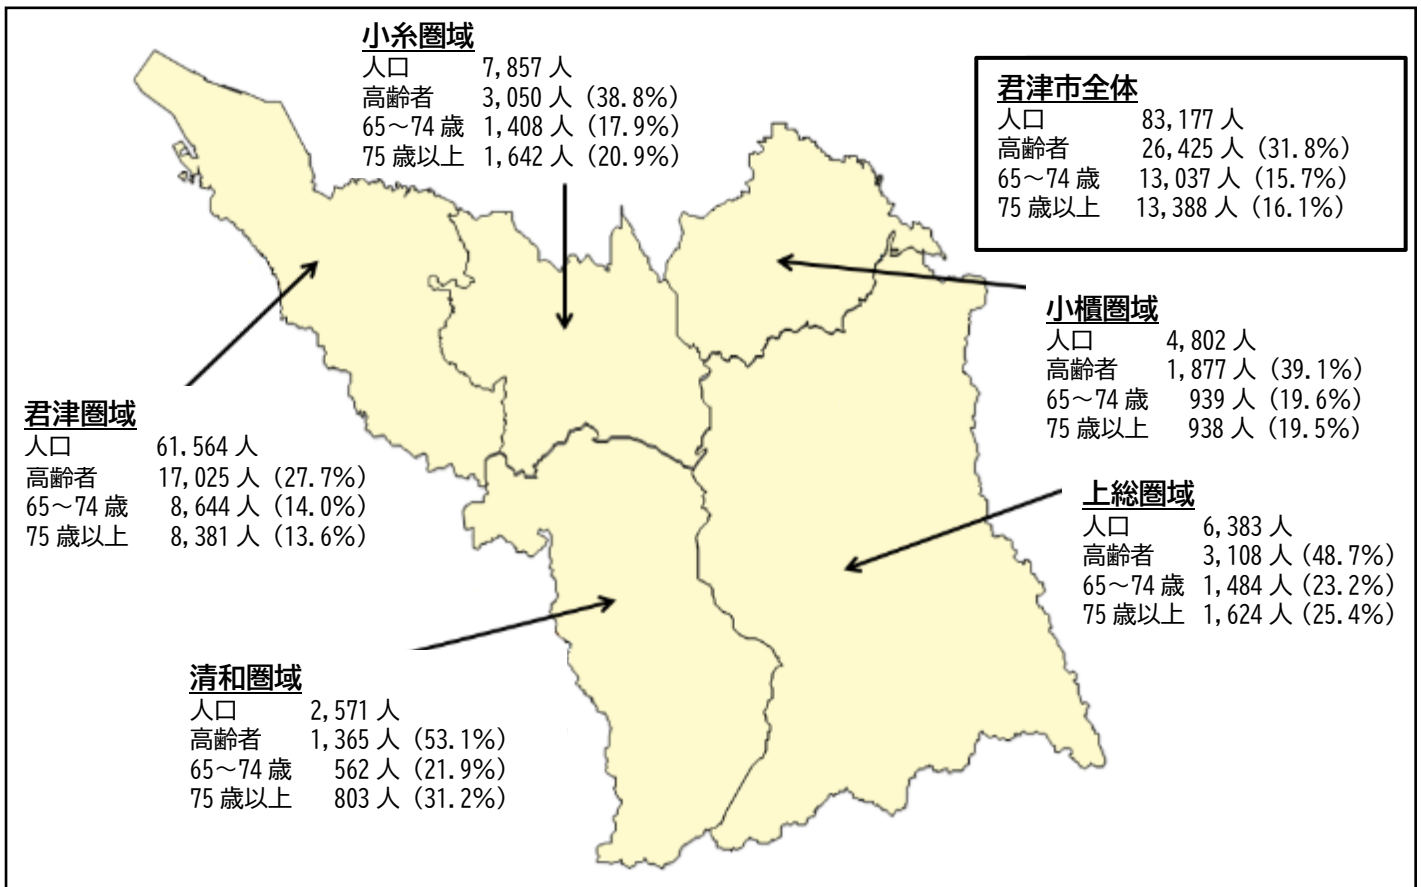 小糸圏域
人口 7,857 人
高齢者 3,050 人 (38.8%)
65～74 歳 1,408 人 (17.9%)
75 歳以上 1,642 人 (20.9%)
君津市全体
人口 83,177 人
高齢者 26,425 人 (31.8%)
65～74 歳 13,037 人 (15.7%)
75 歳以上 13,388 人 (16.1%)
小櫃圏域
人口 4,802 人
高齢者 1,877 人 (39.1%)
65～74 歳 939 人 (19.6%)
75 歳以上 938 人 (19.5%)
君津圏域
人口 61,564 人
高齢者 17,025 人 (27.7%)
65～74 歳 8,644 人 (14.0%)
75 歳以上 8,381 人 (13.6%)
上総圏域
人口 6,383 人
高齢者 3,108 人 (48.7%)
65～74 歳 1,484 人 (23.2%)
75 歳以上 1,624 人 (25.4%)
清和圏域
人口 2,571 人
高齢者 1,365 人 (53.1%)
65～74 歳 562 人 (21.9%)
75 歳以上 803 人 (31.2%)